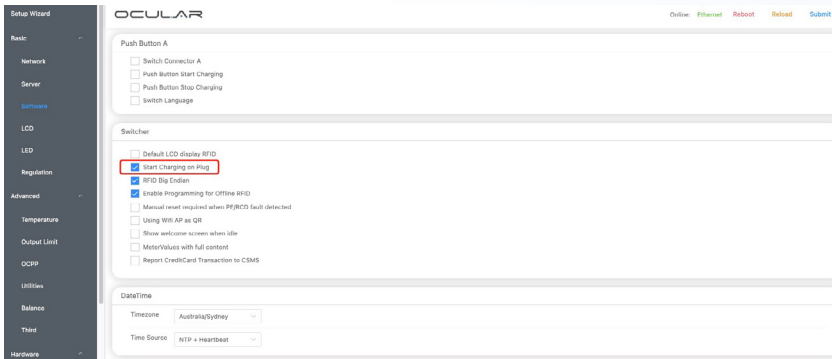 Setup Wizard
OCULAR
Online: Ethernet Reboot Reload Submit
Basic
Network
Server
Software
LCD
LED
Regulation
Advanced
Temperature
Output Limit
OCPP
Utilities
Balance
Third
Hardware
Push Button A
Switch Connector A
Push Button Start Charging
Push Button Stop Charging
Switch Language
Switcher
Default LCD display RFID
Start Charging on Plug
RFID Big Endian
Enable Programming for Offline RFID
Manual reset required when PE/RCD fault detected
Using Wifi AP as QR
Show welcome screen when idle
MeterValues with full content
Report CreditCard Transaction to CSMS
DateTime
Timezone Australia/Sydney
Time Source NTP + Heartbeat